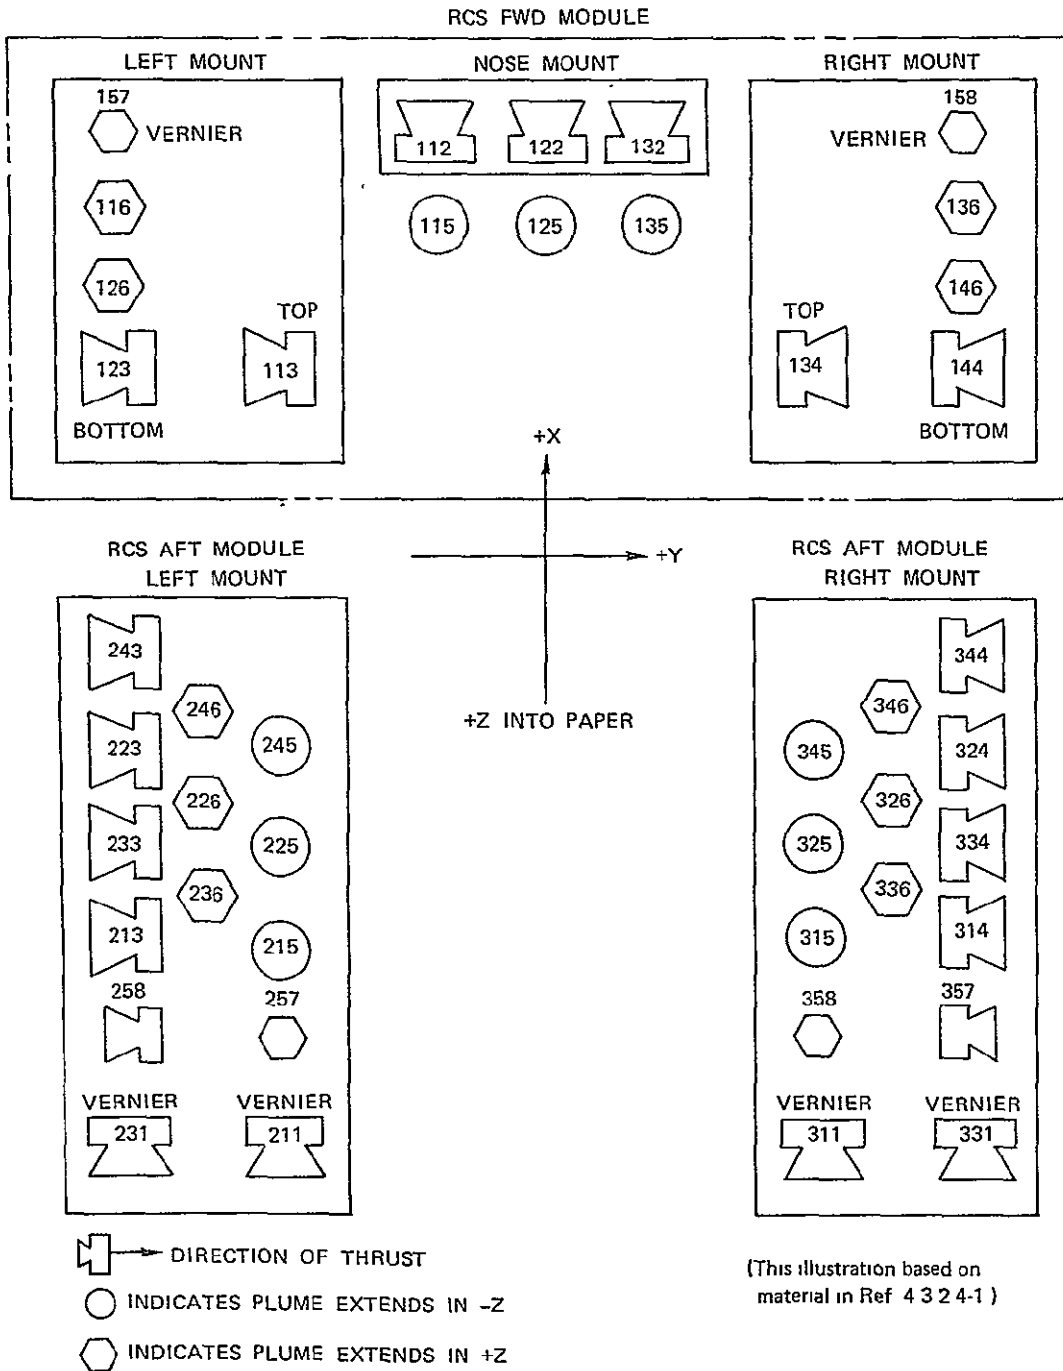 RCS FWD MODULE
LEFT MOUNT
NOSE MOUNT
RIGHT MOUNT
157
VERNIER
116
126
TOP
123
113
BOTTOM
112
122
132
115
125
135
158
VERNIER
136
146
TOP
134
144
BOTTOM
+X
+Y
+Z INTO PAPER
RCS AFT MODULE
LEFT MOUNT
243
246
223
245
226
233
225
236
213
215
258
257
VERNIER
VERNIER
231
211
RCS AFT MODULE
RIGHT MOUNT
344
346
345
324
326
325
334
336
315
314
358
357
VERNIER
VERNIER
311
331
DIRECTION OF THRUST
INDICATES PLUME EXTENDS IN -Z
INDICATES PLUME EXTENDS IN +Z
(This illustration based on
material in Ref 4 3 2 4-1 )